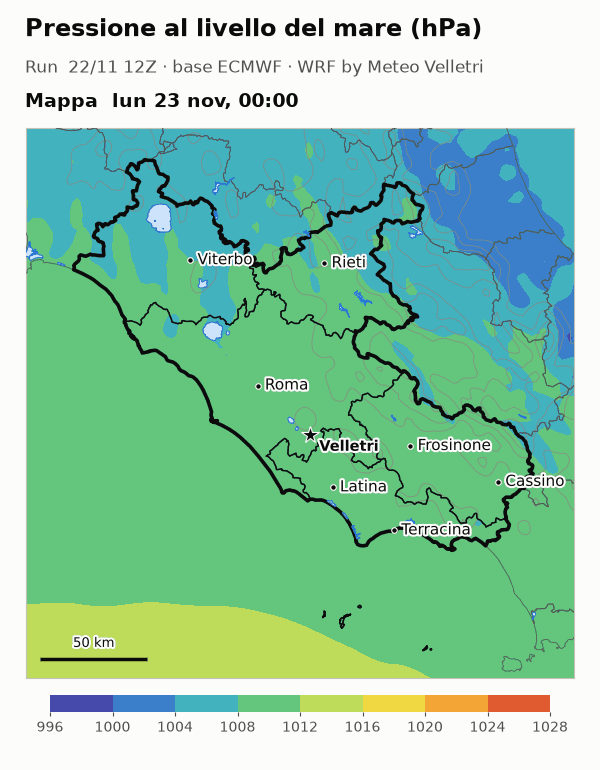 Pressione al livello del mare (hPa)
Run  22/11 12Z · base ECMWF · WRF by Meteo Velletri
Mappa  lun 23 nov, 00:00
Viterbo
Rieti
Roma
Velletri
Frosinone
Cassino
Latina
Terracina
50 km
996 1000 1004 1008 1012 1016 1020 1024 1028